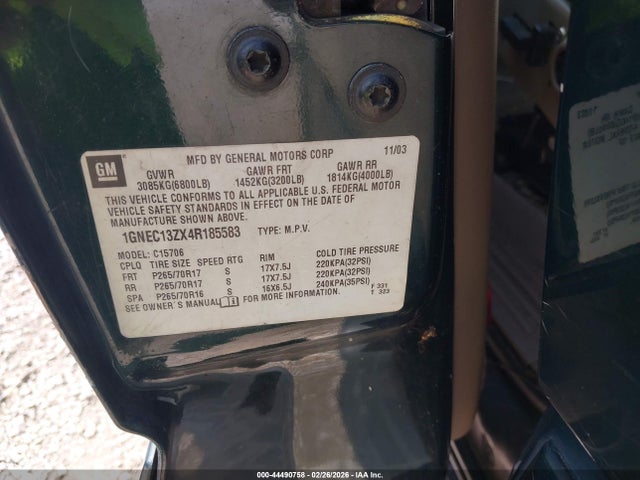 GM
MFD BY GENERAL MOTORS CORP 11/03
GVWR GAWR FRT GAWR RR
3085KG(6800LB) 1452KG(3200LB) 1814KG(4000LB)
THIS VEHICLE CONFORMS TO ALL APPLICABLE U.S. FEDERAL MOTOR
VEHICLE SAFETY STANDARDS IN EFFECT ON THE DATE OF
MANUFACTURE SHOWN ABOVE.
1GNEC13ZX4R185583 TYPE: M.P.V.
MODEL: C15706
CPLQ TIRE SIZE SPEED RTG RIM COLD TIRE PRESSURE
FRT P265/70R17 S 17X7.5J 220KPA(32PSI)
RR P265/70R17 S 17X7.5J 220KPA(32PSI)
SPA P265/70R16 S 16X6.5J 240KPA(35PSI) F 331
SEE OWNER'S MANUAL FOR MORE INFORMATION. T 323
000-44490758 - 02/26/2026 - IAA Inc.